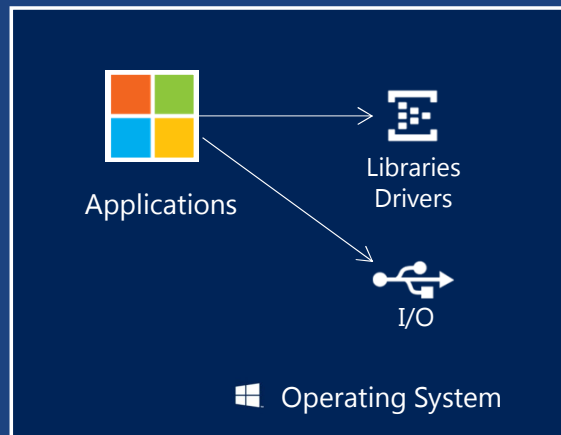 Applications
Libraries
Drivers
I/O
Operating System